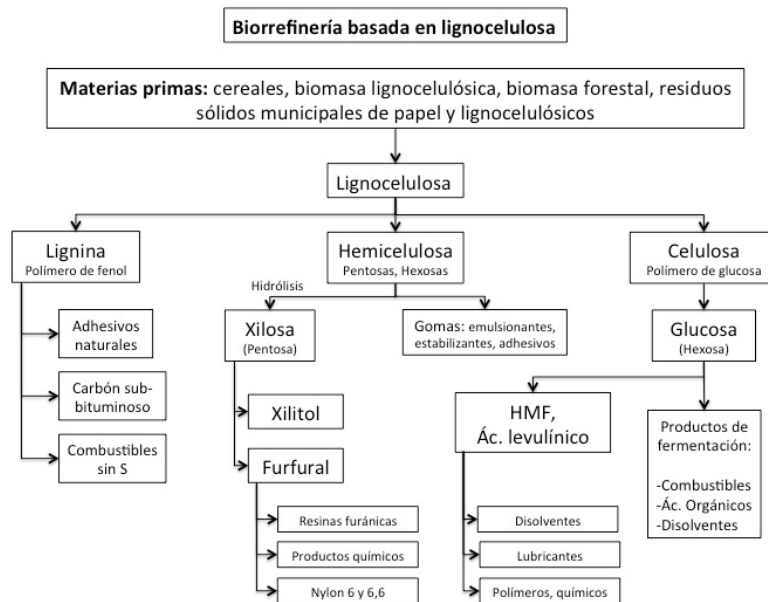 Biorrefinería basada en lignocelulosa
Materias primas: cereales, biomasa lignocelulósica, biomasa forestal, residuos
sólidos municipales de papel y lignocelulósicos
Lignocelulosa
Lignina
Polímero de fenol
Hemicelulosa
Pentosas, Hexosas
Celulosa
Polímero de glucosa
Hidrólisis
Adhesivos
naturales
Carbón sub-
bituminoso
Combustibles
sin S
Xilosa
(Pentosa)
Gomas: emulsionantes,
estabilizantes, adhesivos
Glucosa
(Hexosa)
Xilitol
Furfural
Resinas furánicas
Productos químicos
Nylon 6 y 6,6
HMF,
Ác. levulínico
Disolventes
Lubricantes
Polímeros, químicos
Productos de
fermentación:
-Combustibles
-Ác. Orgánicos
-Disolventes